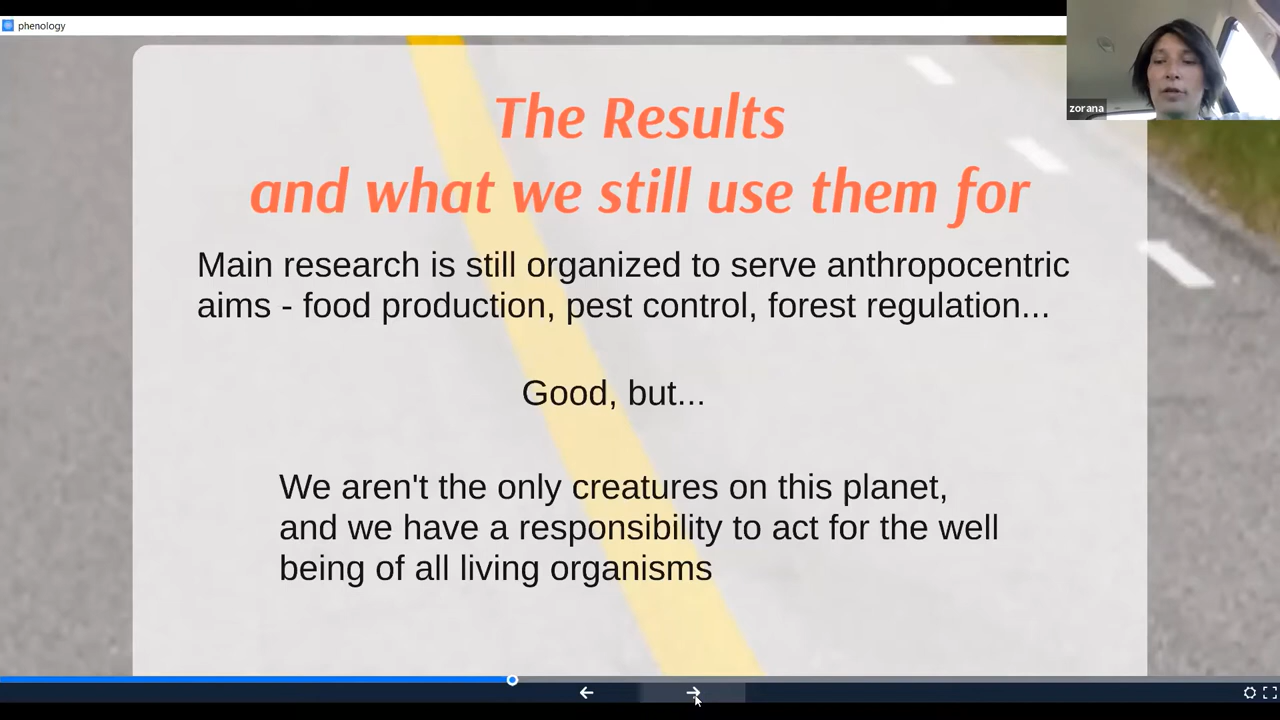 phenology
zorana
The Results
and what we still use them for
Main research is still organized to serve anthropocentric
aims - food production, pest control, forest regulation...
Good, but...
We aren't the only creatures on this planet,
and we have a responsibility to act for the well
being of all living organisms